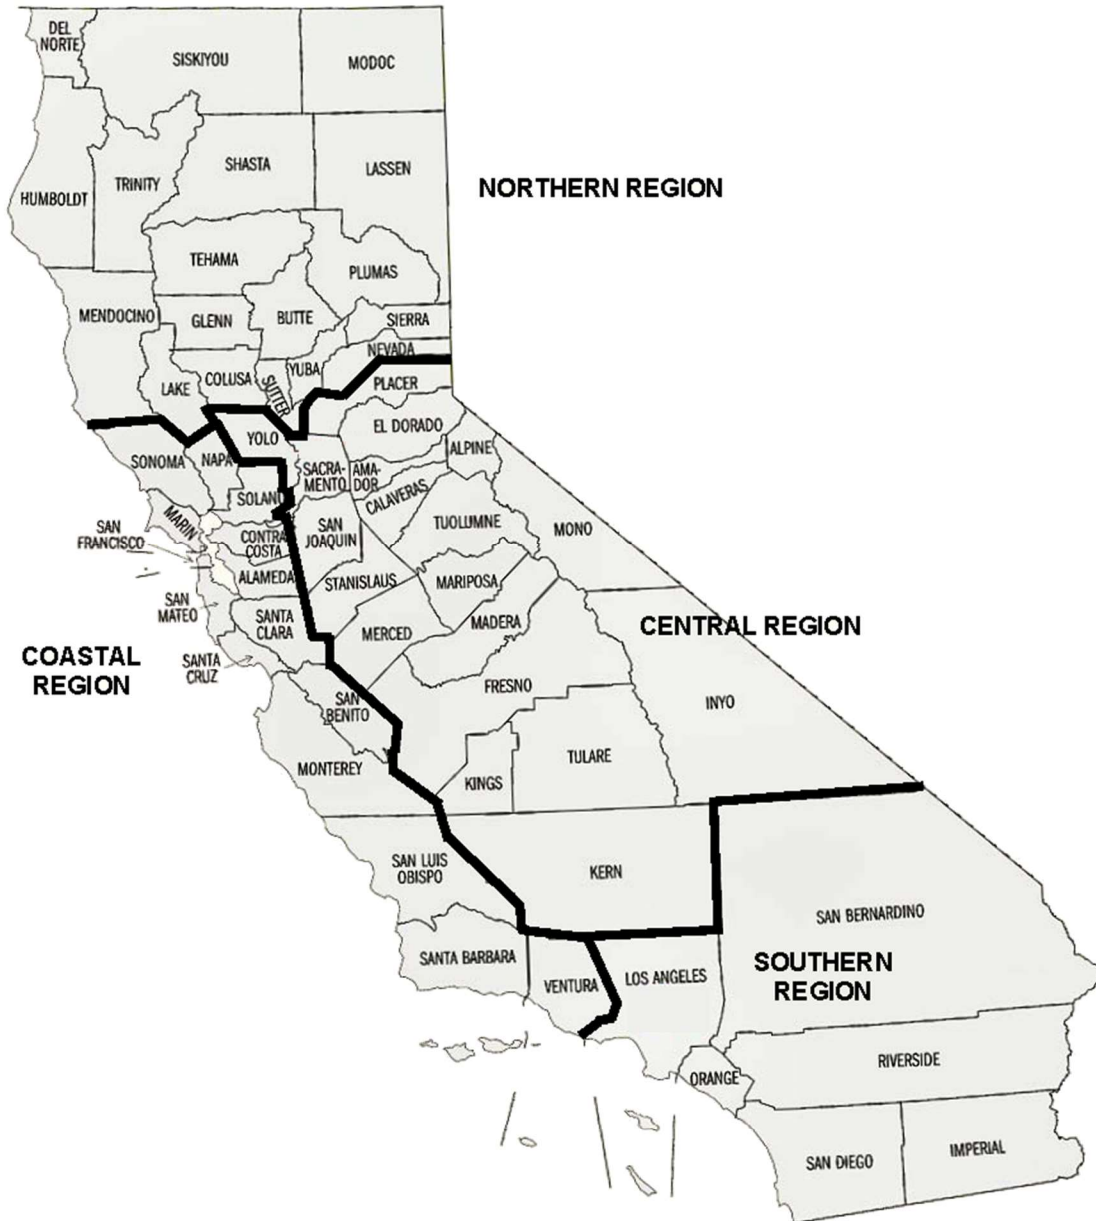 DEL
NORTE
SISKIYOU
MODOC
HUMBOLDT
TRINITY
SHASTA
LASSEN
NORTHERN REGION
TEHAMA
PLUMAS
MENDOCINO
GLENN
BUTTE
SIERRA
NEVADA
LAKE
COLUSA
SUTTER
YUBA
PLACER
SONOMA
NAPA
YOLO
EL DORADO
SACRA-
MENTO
AMA-
DOR
ALPINE
SOLANO
CALAVERAS
MARIN
SAN
FRANCISCO
CONTRA
COSTA
SAN
JOAQUIN
TUOLUMNE
MONO
ALAMEDA
STANISLAUS
MARIPOSA
SAN
MATEO
SANTA
CLARA
MERCED
MADERA
CENTRAL REGION
COASTAL
REGION
SANTA
CRUZ
SAN
BENITO
FRESNO
INYO
MONTEREY
KINGS
TULARE
SAN LUIS
OBISPO
KERN
SAN BERNARDINO
SANTA BARBARA
VENTURA
LOS ANGELES
SOUTHERN
REGION
ORANGE
RIVERSIDE
SAN DIEGO
IMPERIAL